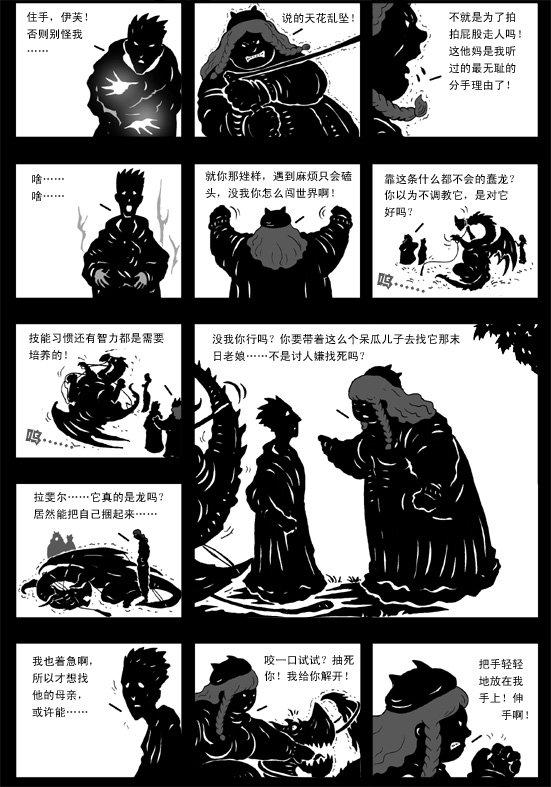 住手，伊芙！
否则别怪我
……
说的天花乱坠！
不就是为了拍
拍屁股走人吗！
这他妈是我听
过的最无耻的
分手理由了！
啥……
啥……
就你那矬样，遇到麻烦只会磕
头，没我你怎么闯世界啊！
靠这条什么都不会的蠢龙？
你以为不调教它，是对它
好吗？
呜……
技能习惯还有智力都是需要
培养的！
呜……
没我你行吗？你要带着这么个呆瓜儿子去找它那末
日老娘……不是讨人嫌找死吗？
拉斐尔……它真的是龙吗？
居然能把自己捆起来……
我也着急啊，
所以才想找
他的母亲，
或许能……
咬一口试试？抽死
你！我给你解开！
把手轻轻
地放在我
手上！伸
手啊！